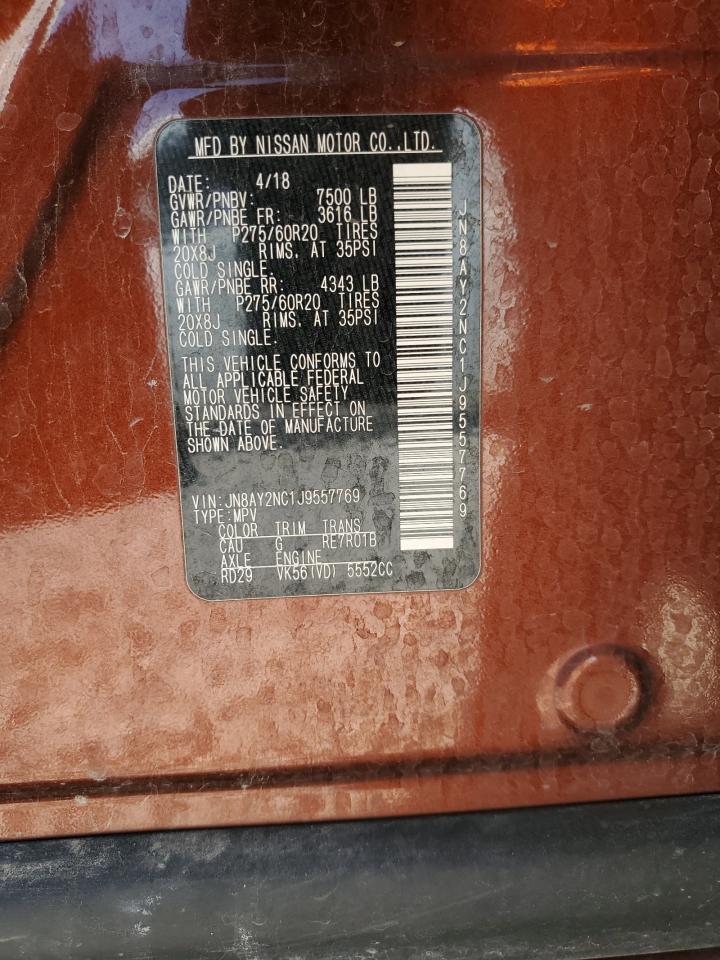 MFD BY NISSAN MOTOR CO.,LTD.
DATE: 4/18
GVWR/PNBV: 7500 LB
GAWR/PNBE FR: 3616 LB
WITH P275/60R20 TIRES
20X8J RIMS, AT 35PSI
COLD SINGLE.
GAWR/PNBE RR: 4343 LB
WITH P275/60R20 TIRES
20X8J RIMS, AT 35PSI
COLD SINGLE.
THIS VEHICLE CONFORMS TO
ALL APPLICABLE FEDERAL
MOTOR VEHICLE SAFETY
STANDARDS IN EFFECT ON
THE DATE OF MANUFACTURE
SHOWN ABOVE.
VIN:JN8AY2NC1J9557769
TYPE:MPV
COLOR TRIM TRANS
CAU G RE7R01B
AXLE ENGINE
RD29 VK56(VD) 5552CC
JN8AY2NC1J9557769